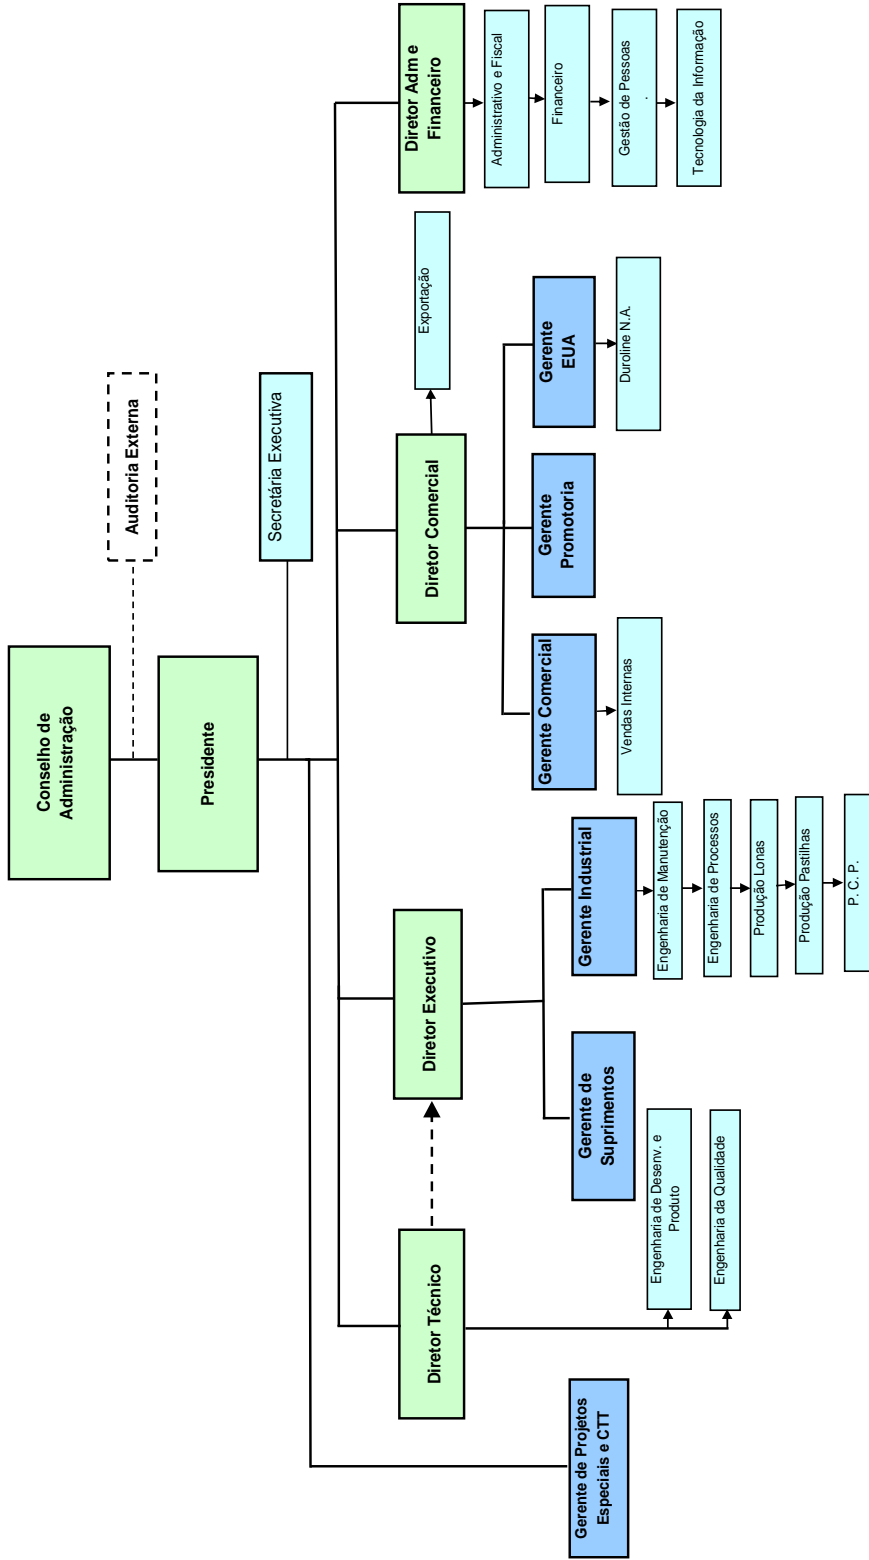 Conselho de
Administração
Auditoria Externa
Presidente
Secretária Executiva
Diretor Técnico
Diretor Executivo
Diretor Comercial
Exportação
Diretor Adm e
Financeiro
Administrativo e Fiscal
Financeiro
Gestão de Pessoas
.
Tecnologia da Informação
Gerente de Projetos
Especiais e CTT
Gerente de
Suprimentos
Gerente Industrial
Gerente Comercial
Gerente
Promotoria
Gerente
EUA
Engenharia de Desenv. e
Produto
Engenharia da Qualidade
Engenharia de Manutenção
Engenharia de Processos
Produção Lonas
Produção Pastilhas
P. C. P.
Vendas Internas
Duroline N.A.